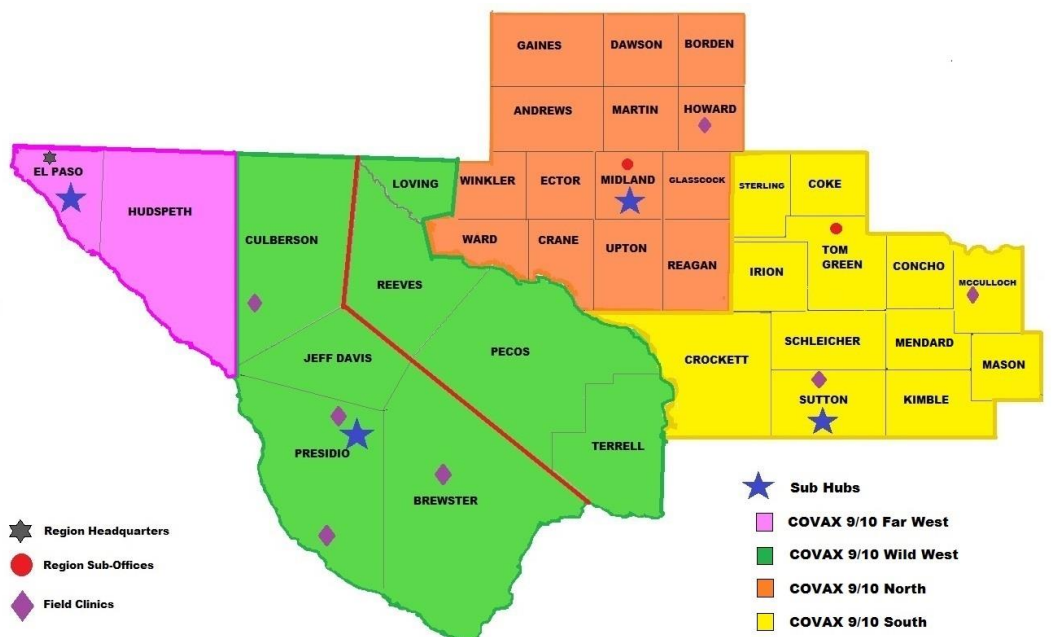 GAINES
DAWSON
BORDEN
ANDREWS
MARTIN
HOWARD
EL PASO
HUDSPETH
CULBERSON
LOVING
WINKLER
ECTOR
MIDLAND
GLASSCOCK
STERLING
COKE
WARD
CRANE
UPTON
REAGAN
IRION
TOM
GREEN
CONCHO
MCCULLOCH
REEVES
JEFF DAVIS
PECOS
CROCKETT
SCHLEICHER
MENDARD
MASON
SUTTON
KIMBLE
PRESIDIO
BREWSTER
TERRELL
Region Headquarters
Region Sub-Offices
Field Clinics
Sub Hubs
COVAX 9/10 Far West
COVAX 9/10 Wild West
COVAX 9/10 North
COVAX 9/10 South